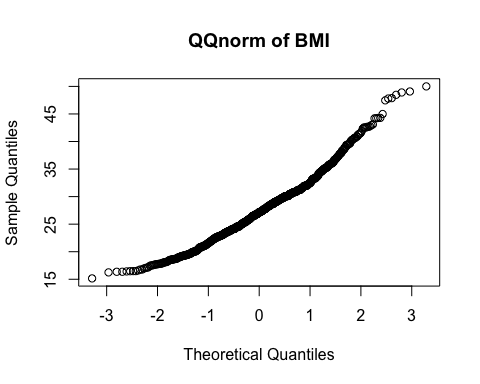 QQnorm of BMI
Sample Quantiles
45
35
25
15
-3 -2 -1 0 1 2 3
Theoretical Quantiles